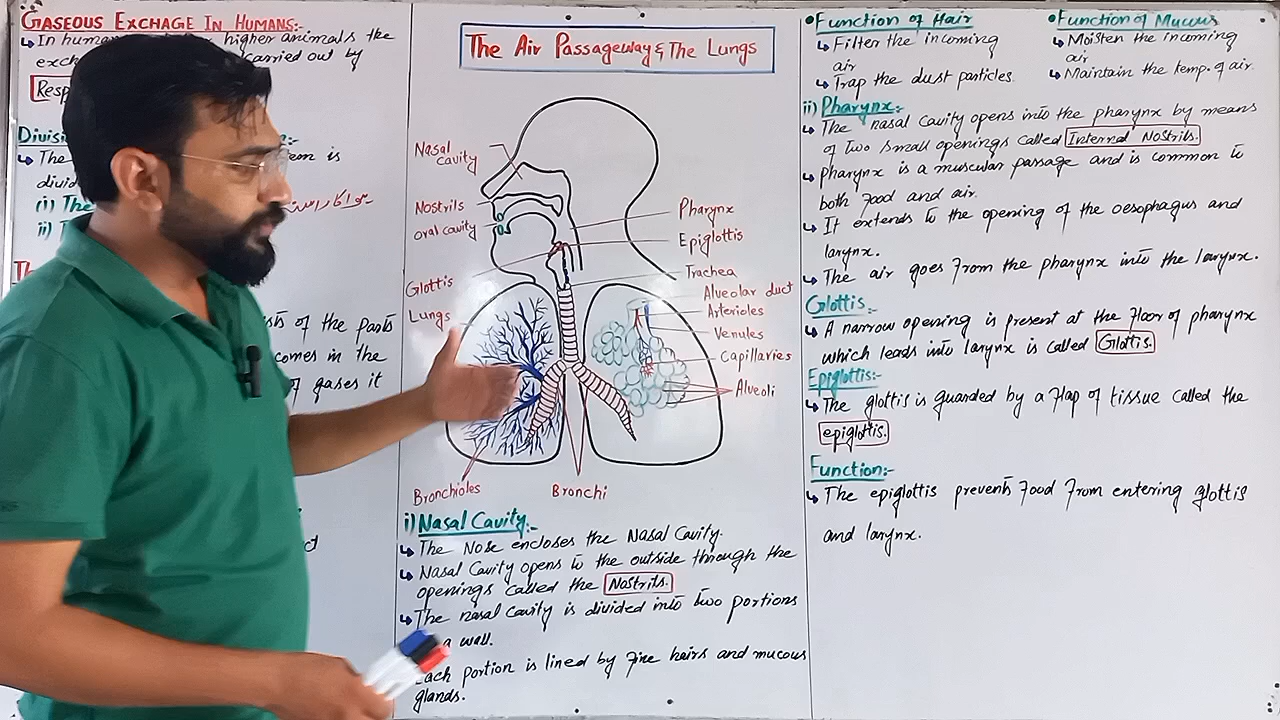 GASEOUS EXCHAGE IN HUMANS:-
In huma higher animals the
exch carried out by
Resp
Divisi
The em is
divid
(i) The
ii) T
Th
sts of the parts
comes in the
of gases it
The Air Passageway & The Lungs
Nasal
cavity
Nostrils
oral cavity
Glottis
Lungs
Pharynx
Epiglottis
Trachea
Alveolar duct
Arterioles
Venules
Capillaries
Alveoli
Bronchioles
Bronchi
i) Nasal Cavity:-
The Nose encloses the Nasal Cavity.
Nasal Cavity opens to the outside through the
openings called the Nostrils.
The nasal cavity is divided into two portions
a wall.
Each portion is lined by fine hairs and mucous
glands.
Function of Hair
Filter the incoming
air
Trap the dust particles.
Function of Mucous
Moisten the incoming
air
Maintain the temp. of air.
ii) Pharynx:-
The nasal cavity opens into the pharynx by means
of two small openings called Internal Nostrils.
Pharynx is a muscular passage and is common to
both food and air.
It extends to the opening of the oesophagus and
larynx.
The air goes from the pharynx into the larynx.
Glottis:-
A narrow opening is present at the floor of pharynx
which leads into larynx is called Glottis.
Epiglottis:-
The glottis is guarded by a flap of tissue called the
epiglottis.
Function:-
The epiglottis prevents food from entering glottis
and larynx.